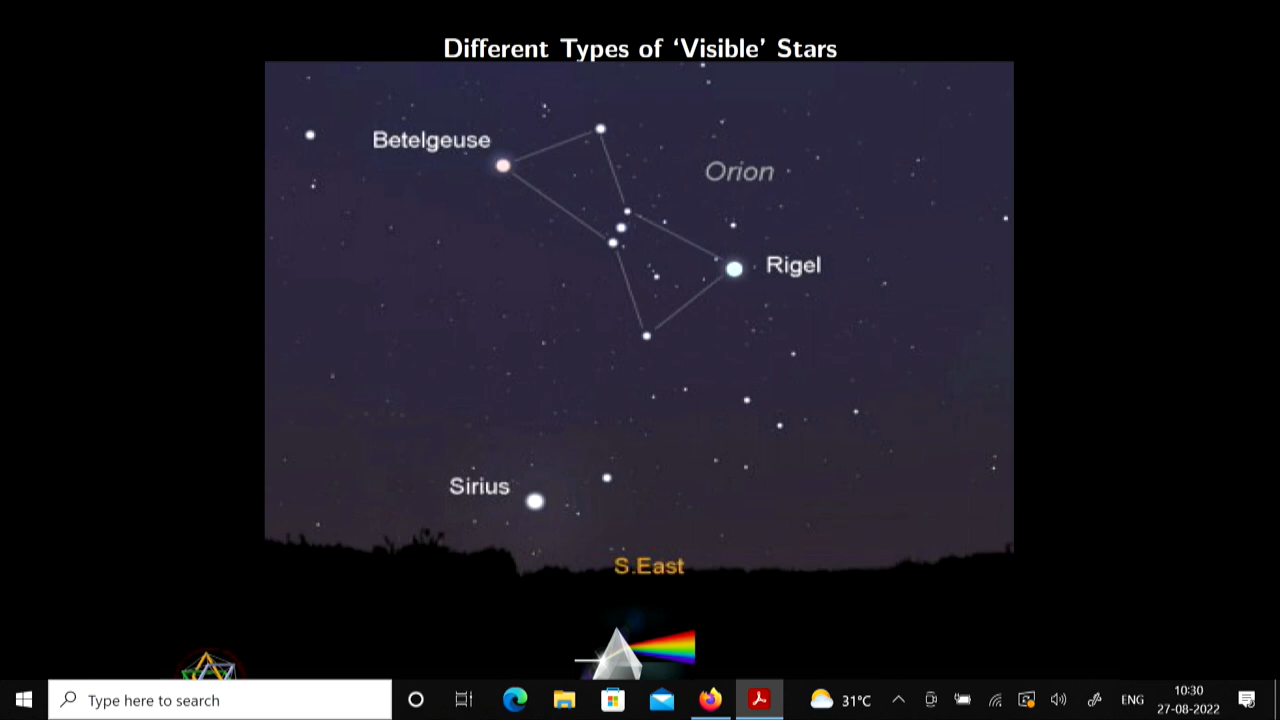 Different Types of ‘Visible’ Stars
Betelgeuse
Orion
Rigel
Sirius
S.East
Type here to search
31°C
ENG
10:30
27-08-2022